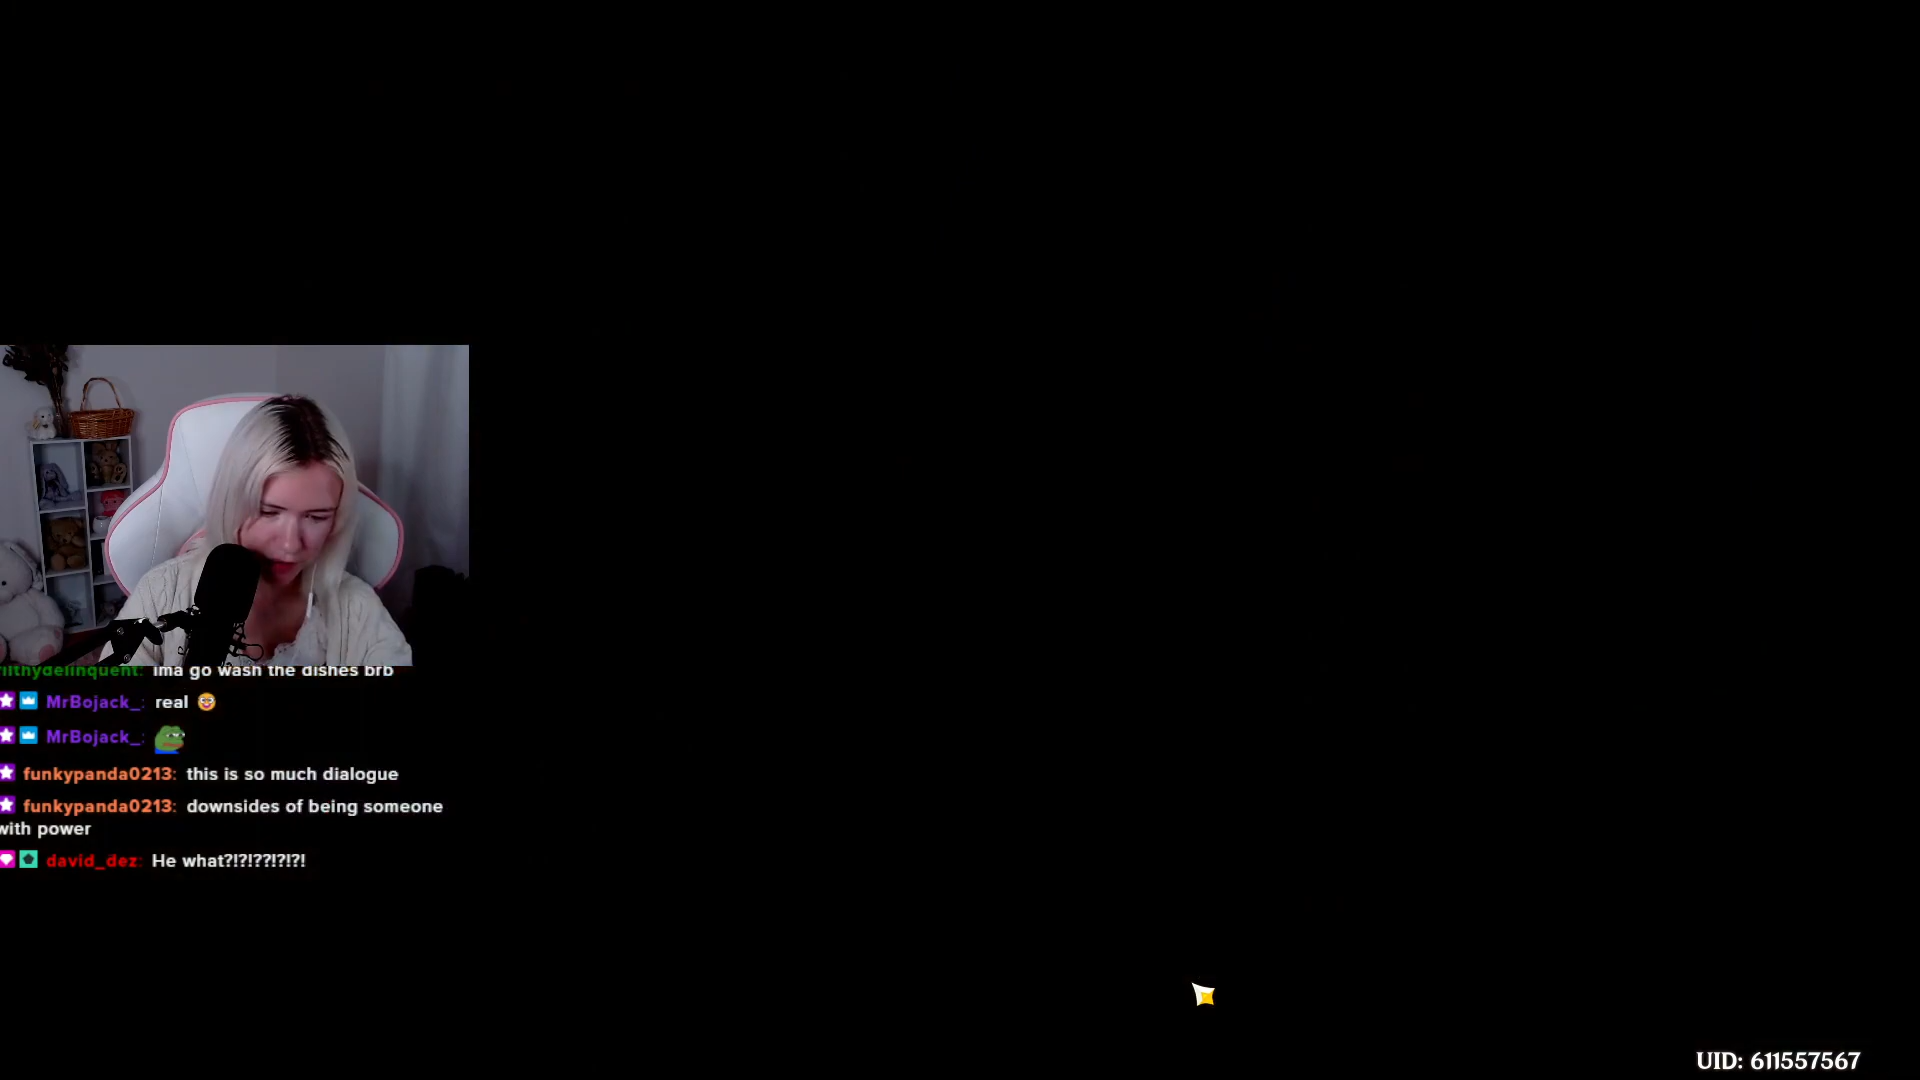 filthydelinquent: ima go wash the dishes brb
MrBojack_: real
MrBojack_:
funkypanda0213: this is so much dialogue
funkypanda0213: downsides of being someone
with power
david_dez: He what?!?!??!?!?!
UID: 611557567